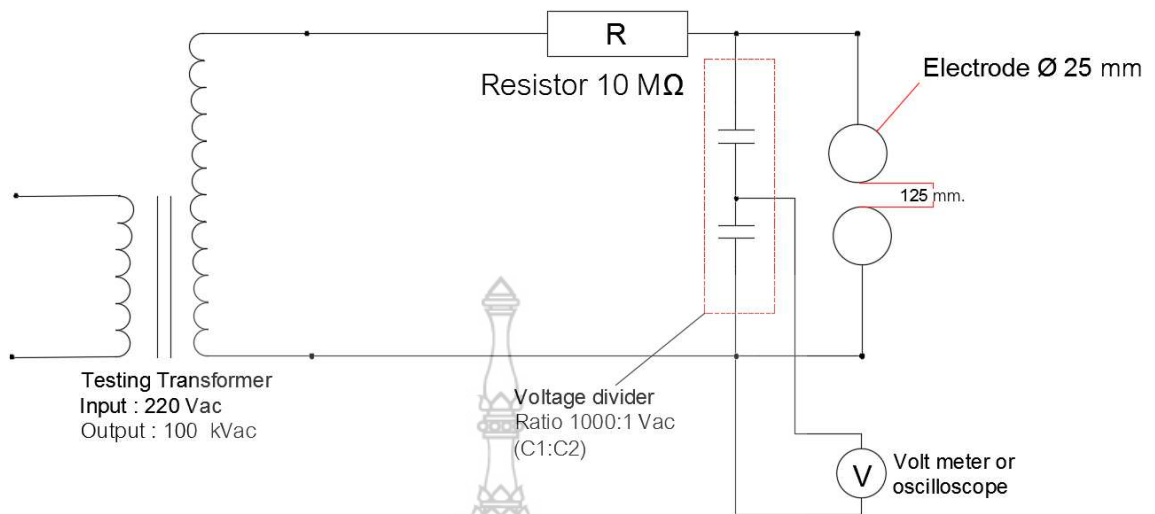 R
Resistor 10 MΩ
Electrode Ø 25 mm
125 mm.
Testing Transformer
Input : 220 Vac
Output : 100 kVac
Voltage divider
Ratio 1000:1 Vac
(C1:C2)
V
Volt meter or
oscilloscope